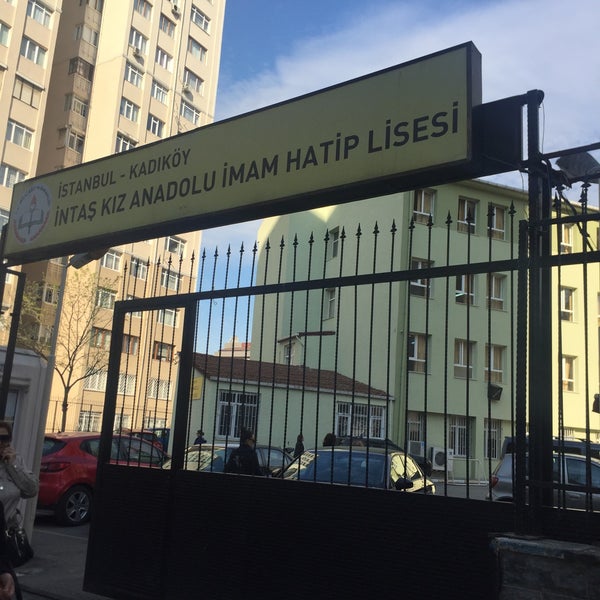 İSTANBUL - KADIKÖY
İNTAŞ KIZ ANADOLU İMAM HATİP LİSESİ